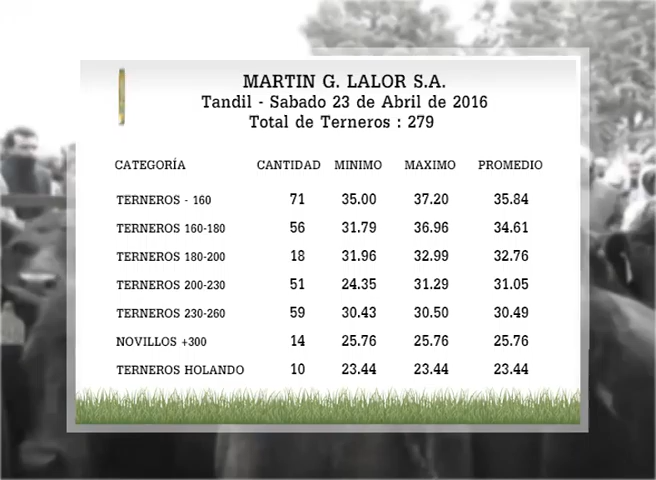 MARTIN G. LALOR S.A.
Tandil - Sabado 23 de Abril de 2016
Total de Terneros : 279
CATEGORÍA CANTIDAD MINIMO MAXIMO PROMEDIO
TERNEROS - 160 71 35.00 37.20 35.84
TERNEROS 160-180 56 31.79 36.96 34.61
TERNEROS 180-200 18 31.96 32.99 32.76
TERNEROS 200-230 51 24.35 31.29 31.05
TERNEROS 230-260 59 30.43 30.50 30.49
NOVILLOS +300 14 25.76 25.76 25.76
TERNEROS HOLANDO 10 23.44 23.44 23.44